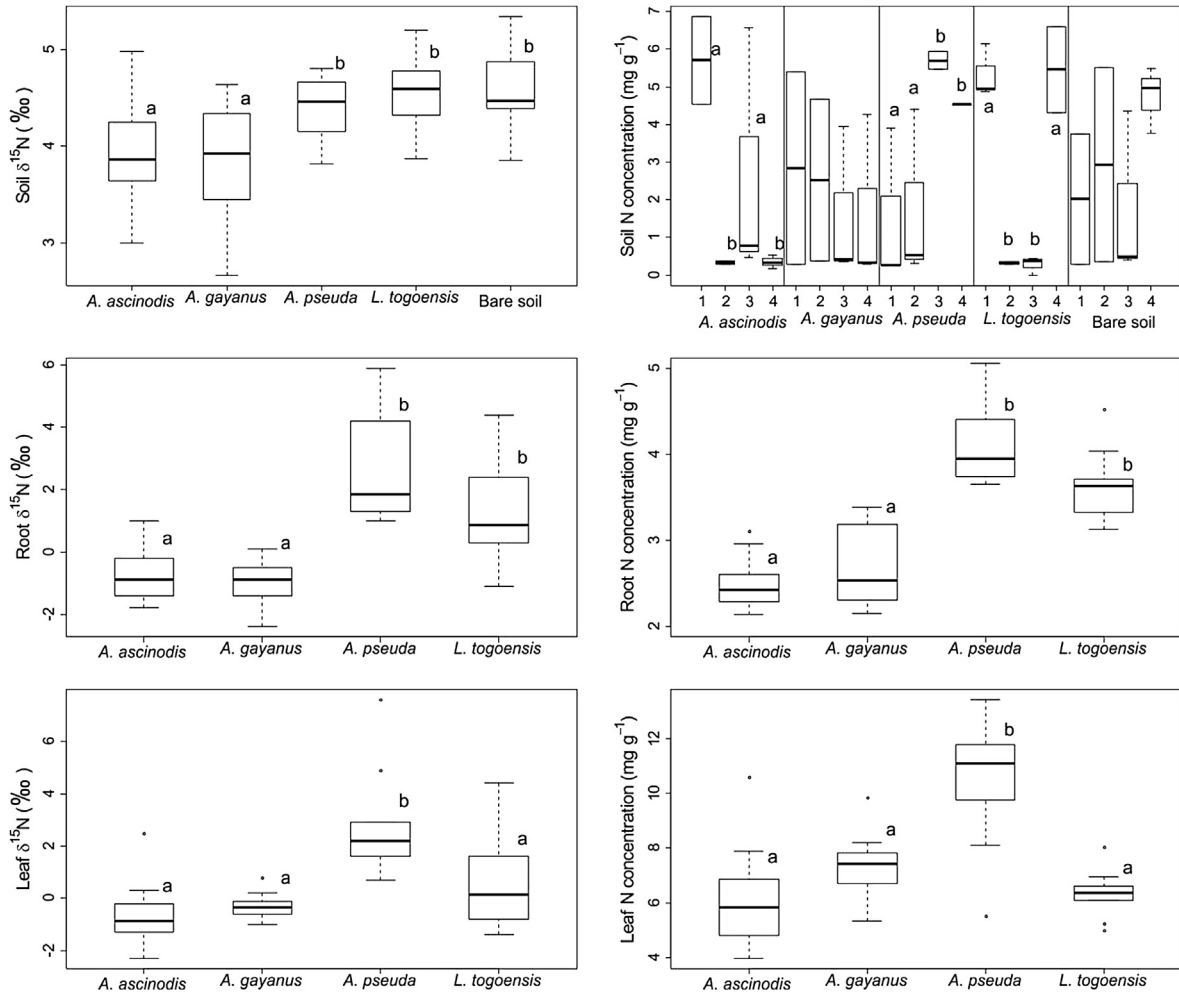 Soil δ15N (‰)
5
4
3
a
a
b
b
A. ascinodis
A. gayanus
A. pseuda
L. togoensis
Bare soil
Soil N concentration (mg g−1)
7
6
5
4
3
2
1
0
a
b
a
b
a
a
b
b
a
b
b
a
1 2 3 4 1 2 3 4 1 2 3 4 1 2 3 4 1 2 3 4
A. ascinodis
A. gayanus
A. pseuda
L. togoensis
Bare soil
Root δ15N (‰)
6
4
2
0
-2
a
a
b
b
A. ascinodis
A. gayanus
A. pseuda
L. togoensis
Root N concentration (mg g−1)
5
4
3
2
a
a
b
b
A. ascinodis
A. gayanus
A. pseuda
L. togoensis
Leaf δ15N (‰)
6
4
2
0
-2
a
a
b
a
A. ascinodis
A. gayanus
A. pseuda
L. togoensis
Leaf N concentration (mg g−1)
12
10
8
6
4
a
a
b
a
A. ascinodis
A. gayanus
A. pseuda
L. togoensis